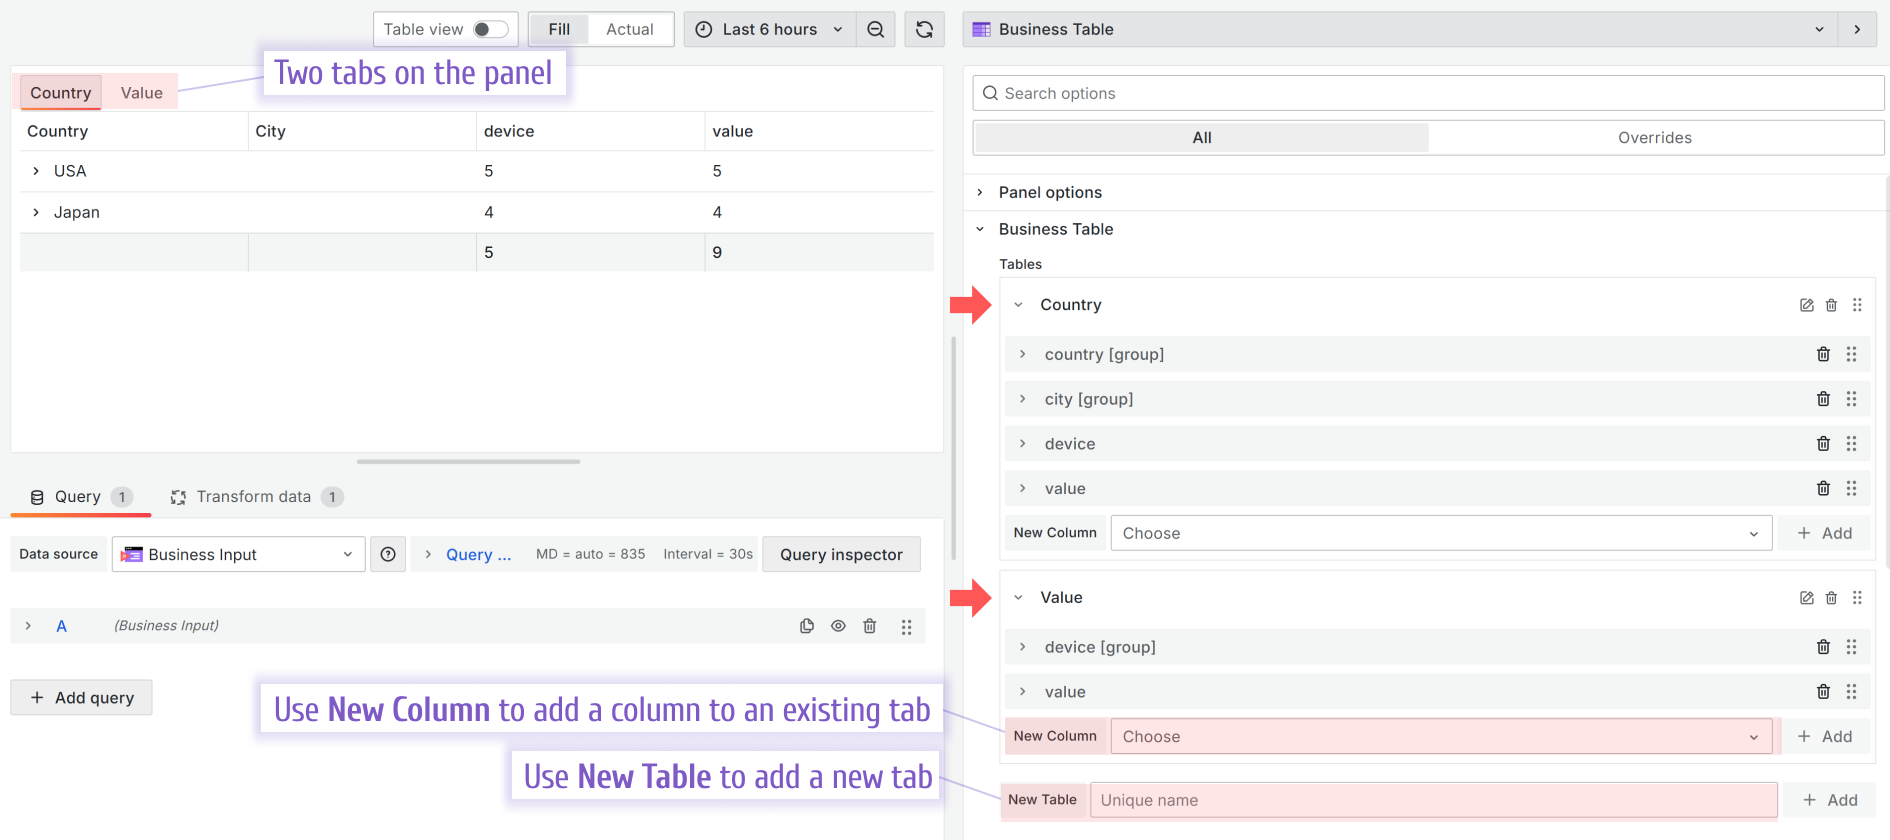 Table view Fill Actual Last 6 hours
Business Table
Two tabs on the panel
Country Value
Country City device value
USA 5 5
Japan 4 4
5 9
Query 1 Transform data 1
Data source Business Input Query ... MD = auto = 835 Interval = 30s Query inspector
A (Business Input)
+ Add query
Use New Column to add a column to an existing tab
Use New Table to add a new tab
Search options
All Overrides
Panel options
Business Table
Tables
Country
country [group]
city [group]
device
value
New Column Choose + Add
Value
device [group]
value
New Column Choose + Add
New Table Unique name + Add